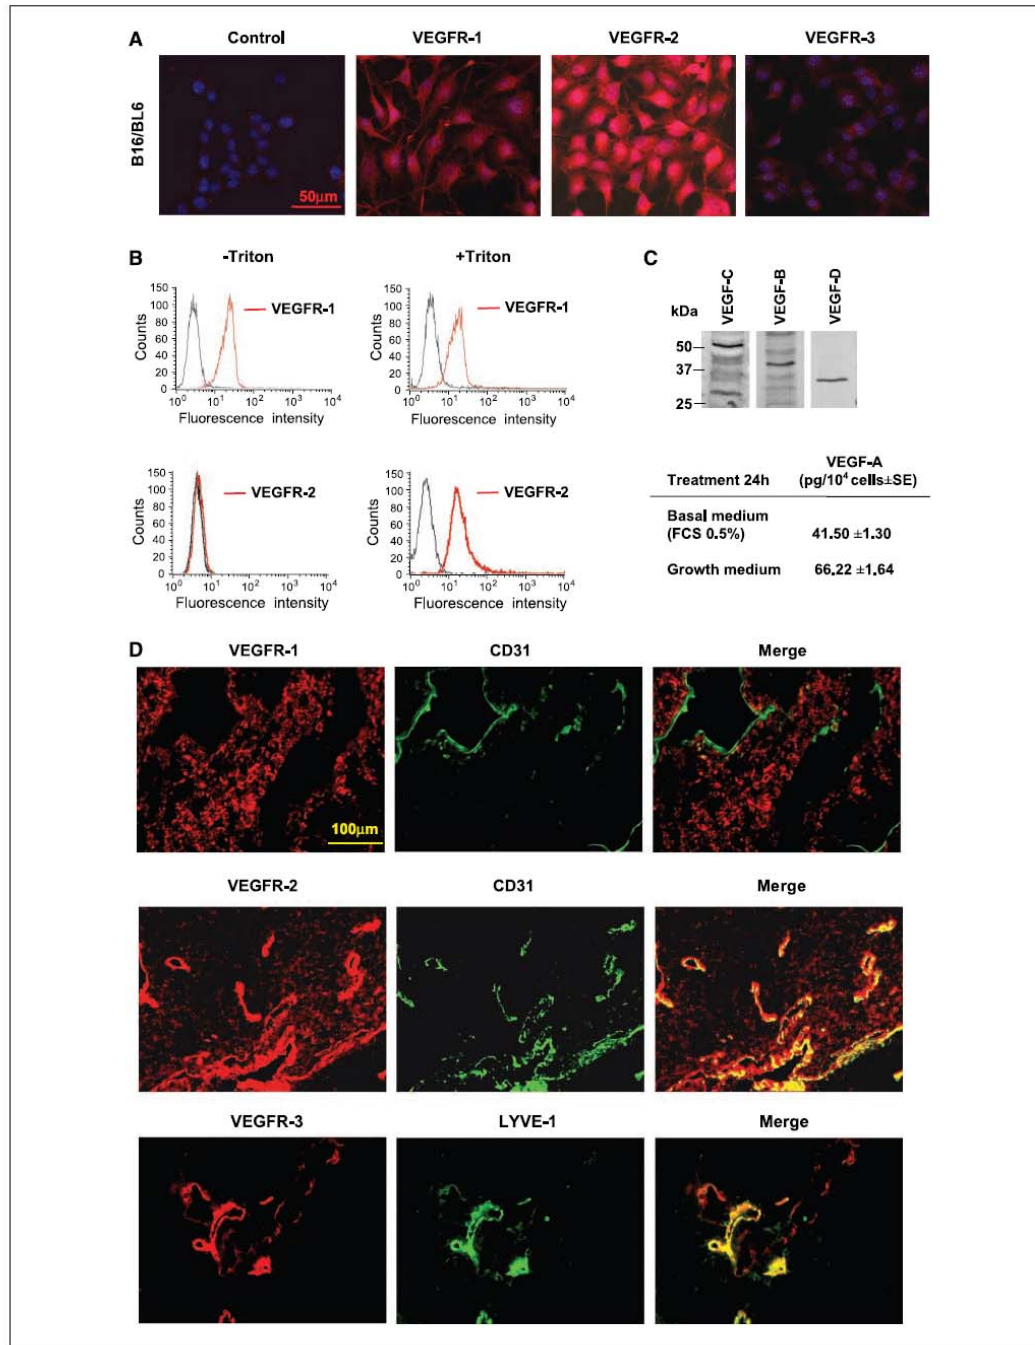 A
Control
VEGFR-1
VEGFR-2
VEGFR-3
B16/BL6
50μm
B
-Triton
+Triton
C
150
100
80
60
40
20
0
Counts
VEGFR-1
10⁰ 10¹ 10² 10³ 10⁴
Fluorescence intensity
150
100
80
60
40
20
0
Counts
VEGFR-1
10⁰ 10¹ 10² 10³ 10⁴
Fluorescence intensity
VEGF-C
VEGF-B
VEGF-D
kDa
50
37
25
150
120
100
80
60
40
20
0
Counts
VEGFR-2
10⁰ 10¹ 10² 10³ 10⁴
Fluorescence intensity
150
120
100
80
60
40
20
0
Counts
VEGFR-2
10⁰ 10¹ 10² 10³ 10⁴
Fluorescence intensity
VEGF-A
Treatment 24h (pg/10⁴ cells±SE)
Basal medium
(FCS 0.5%) 41.50 ±1.30
Growth medium 66.22 ±1.64
D
VEGFR-1
CD31
Merge
100μm
VEGFR-2
CD31
Merge
VEGFR-3
LYVE-1
Merge